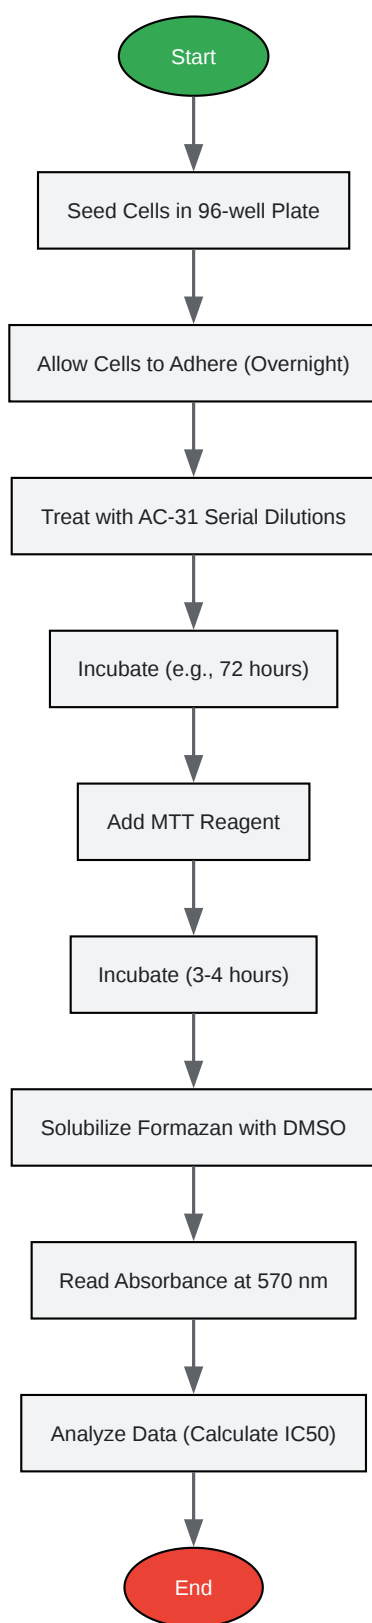 Start
Seed Cells in 96-well Plate
Allow Cells to Adhere (Overnight)
Treat with AC-31 Serial Dilutions
Incubate (e.g., 72 hours)
Add MTT Reagent
Incubate (3-4 hours)
Solubilize Formazan with DMSO
Read Absorbance at 570 nm
Analyze Data (Calculate IC50)
End